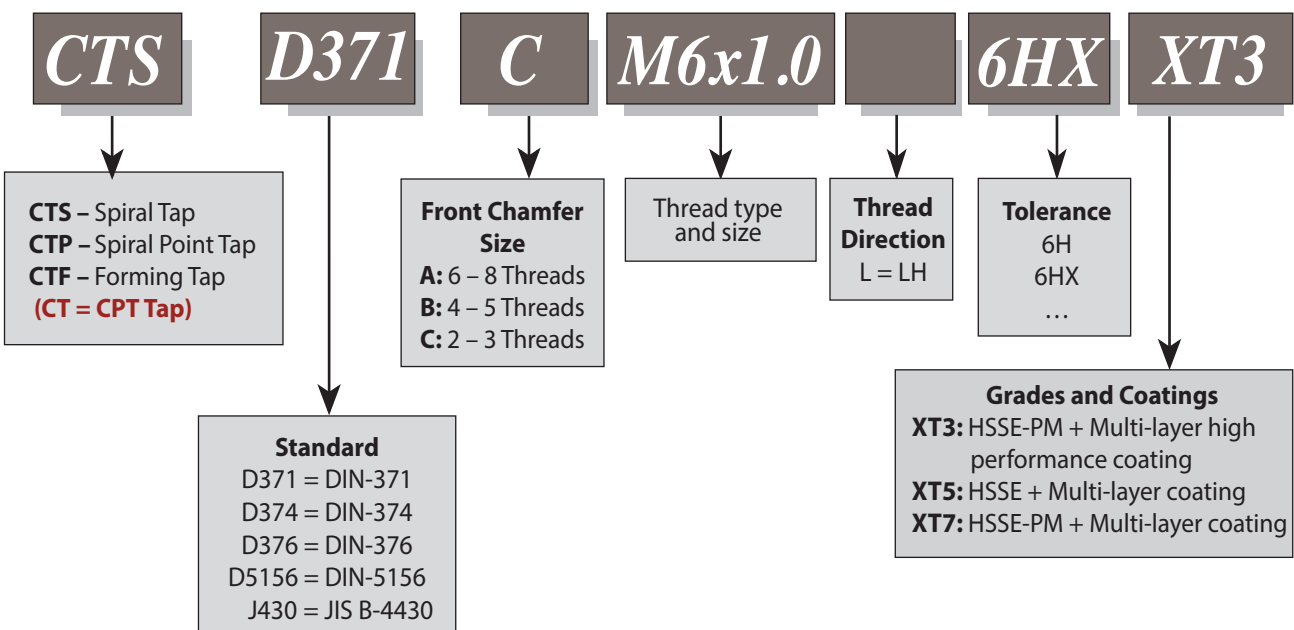 CTS D371 C M6x1.0 6HX XT3
CTS – Spiral Tap
CTP – Spiral Point Tap
CTF – Forming Tap
(CT = CPT Tap)
Standard
D371 = DIN-371
D374 = DIN-374
D376 = DIN-376
D5156 = DIN-5156
J430 = JIS B-4430
Front Chamfer
Size
A: 6 – 8 Threads
B: 4 – 5 Threads
C: 2 – 3 Threads
Thread type
and size
Thread
Direction
L = LH
Tolerance
6H
6HX
…
Grades and Coatings
XT3: HSSE-PM + Multi-layer high
performance coating
XT5: HSSE + Multi-layer coating
XT7: HSSE-PM + Multi-layer coating